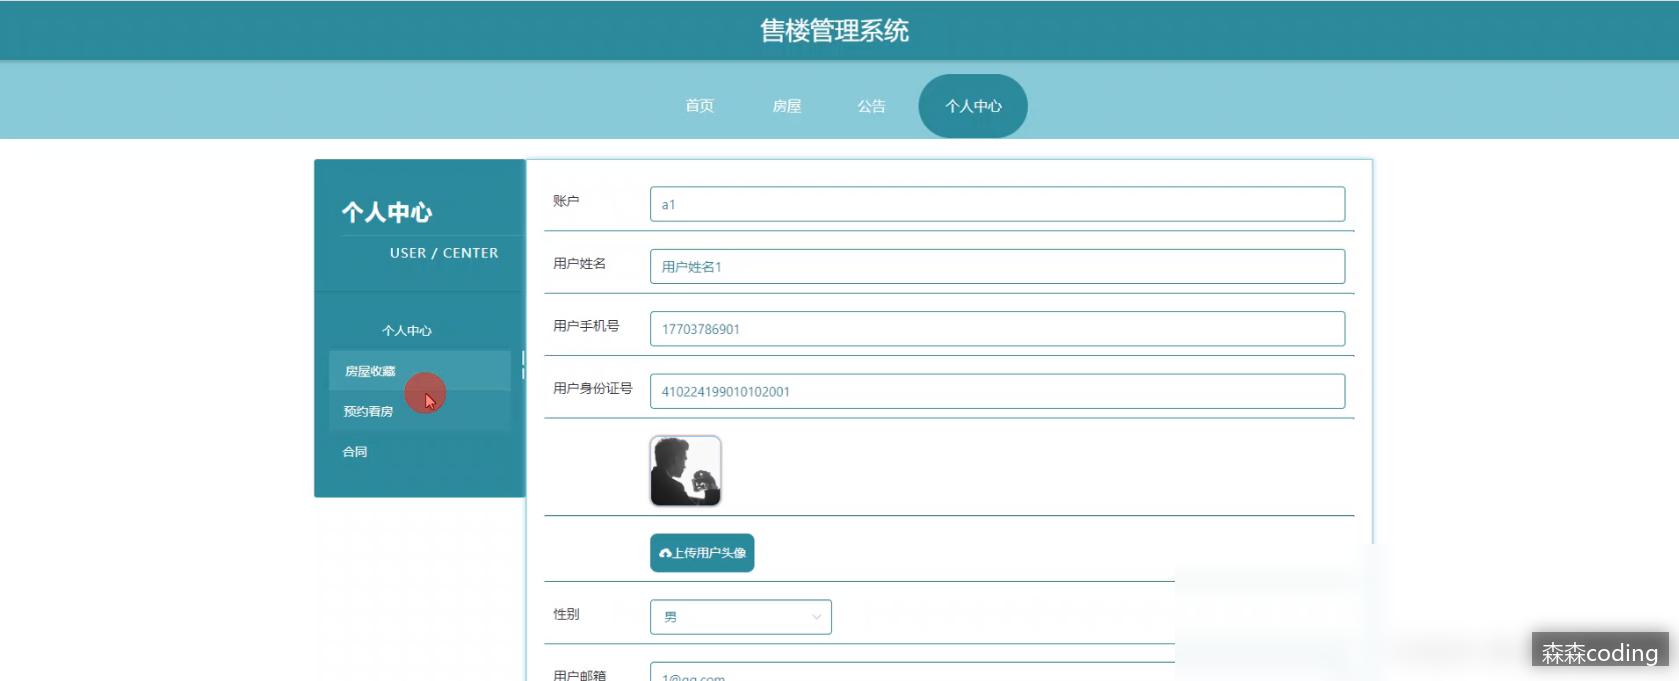 售楼管理系统
首页
房屋
公告
个人中心
个人中心
USER / CENTER
个人中心
房屋收藏
预约看房
合同
账户
a1
用户姓名
用户姓名1
用户手机号
17703786901
用户身份证号
410224199010102001
上传用户头像
性别
男
用户邮箱
1@qq.com
森森coding